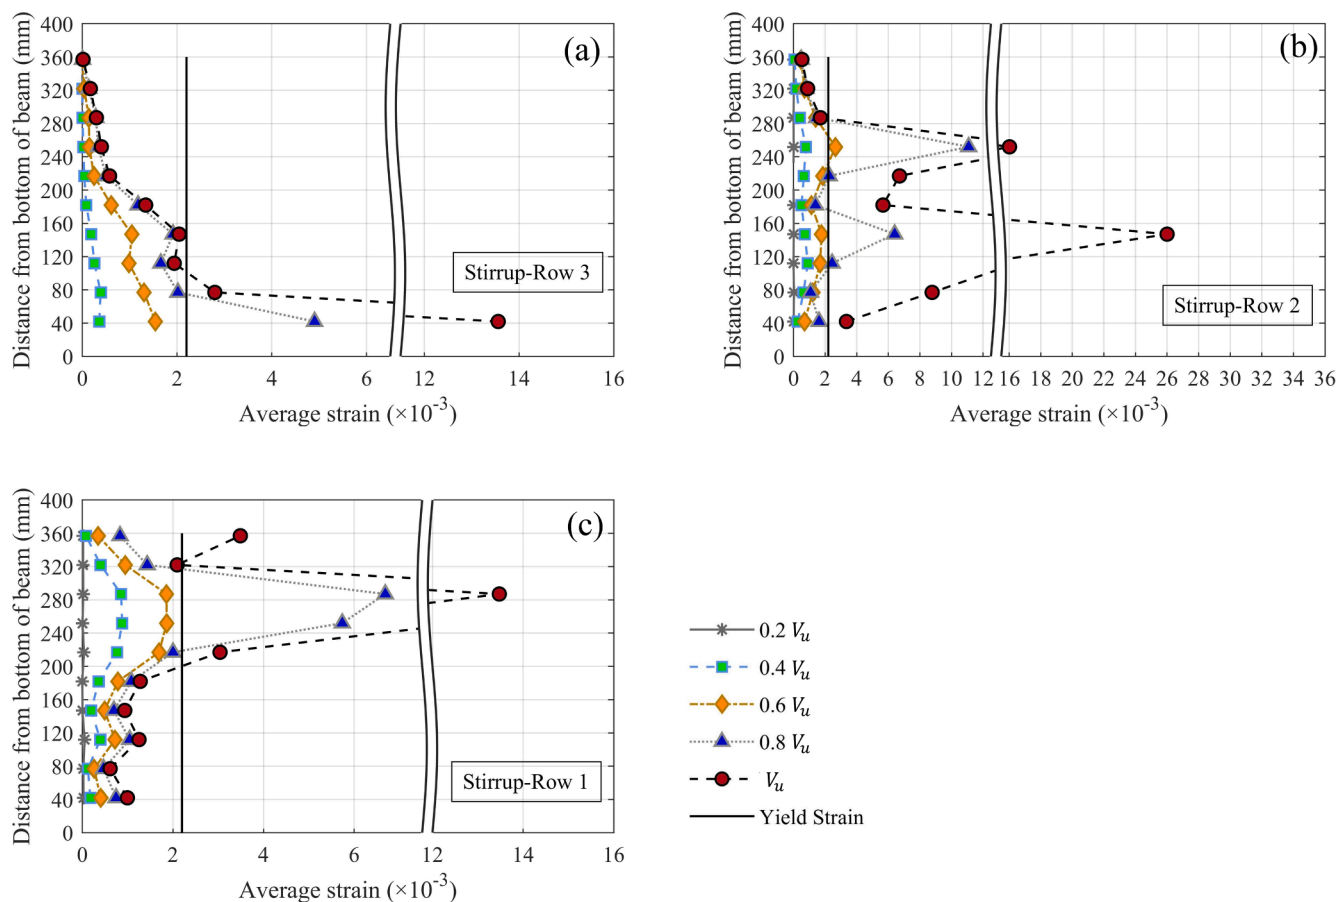 (a)
Distance from bottom of beam (mm)
400
360
320
280
240
200
160
120
80
40
0
Stirrup-Row 3
0 2 4 6 12 14 16
Average strain (×10⁻³)
(b)
Distance from bottom of beam (mm)
400
360
320
280
240
200
160
120
80
40
0
Stirrup-Row 2
0 2 4 6 8 10 12 16 18 20 22 24 26 28 30 32 34 36
Average strain (×10⁻³)
(c)
Distance from bottom of beam (mm)
400
360
320
280
240
200
160
120
80
40
0
Stirrup-Row 1
0 2 4 6 12 14 16
Average strain (×10⁻³)
0.2 Vᵤ
0.4 Vᵤ
0.6 Vᵤ
0.8 Vᵤ
Vᵤ
Yield Strain